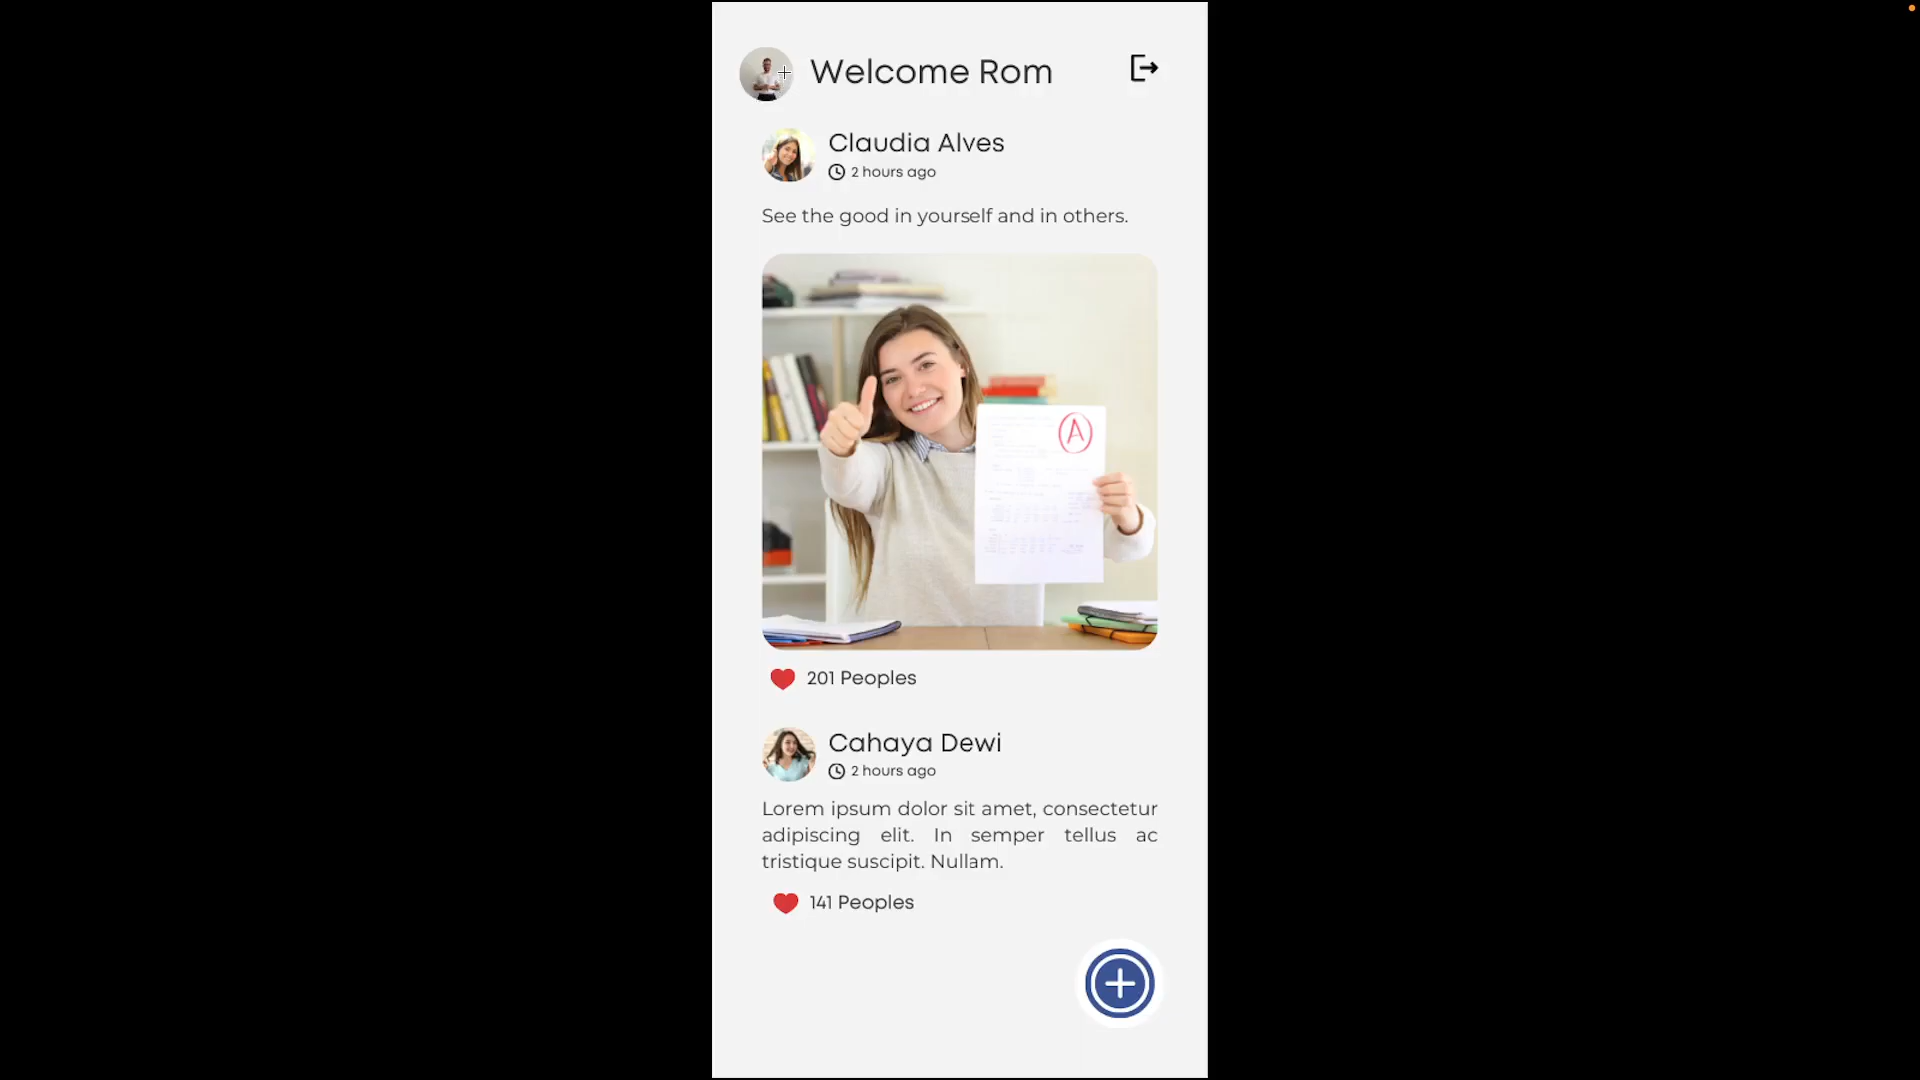 Welcome Rom
Claudia Alves
2 hours ago
See the good in yourself and in others.
A
201 Peoples
Cahaya Dewi
2 hours ago
Lorem ipsum dolor sit amet, consectetur
adipiscing elit. In semper tellus ac
tristique suscipit. Nullam.
141 Peoples